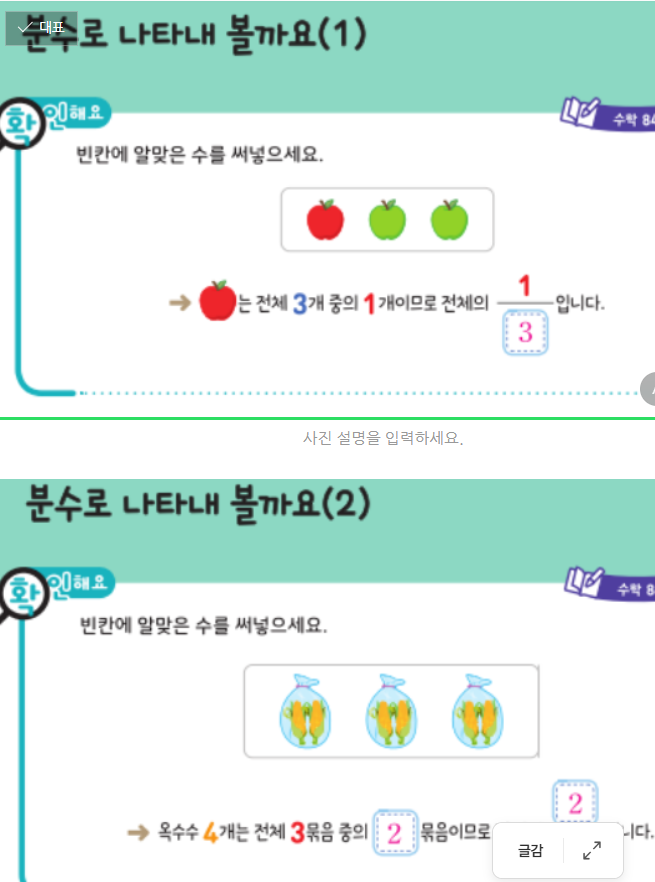 대표
분수로 나타내 볼까요(1)
확인해요
수학 84
빈칸에 알맞은 수를 써넣으세요.
는 전체 3개 중의 1개이므로 전체의 1/3 입니다.
사진 설명을 입력하세요.
분수로 나타내 볼까요(2)
확인해요
수학 8
빈칸에 알맞은 수를 써넣으세요.
2
옥수수 4개는 전체 3묶음 중의 2 묶음이므로 니다.
글감